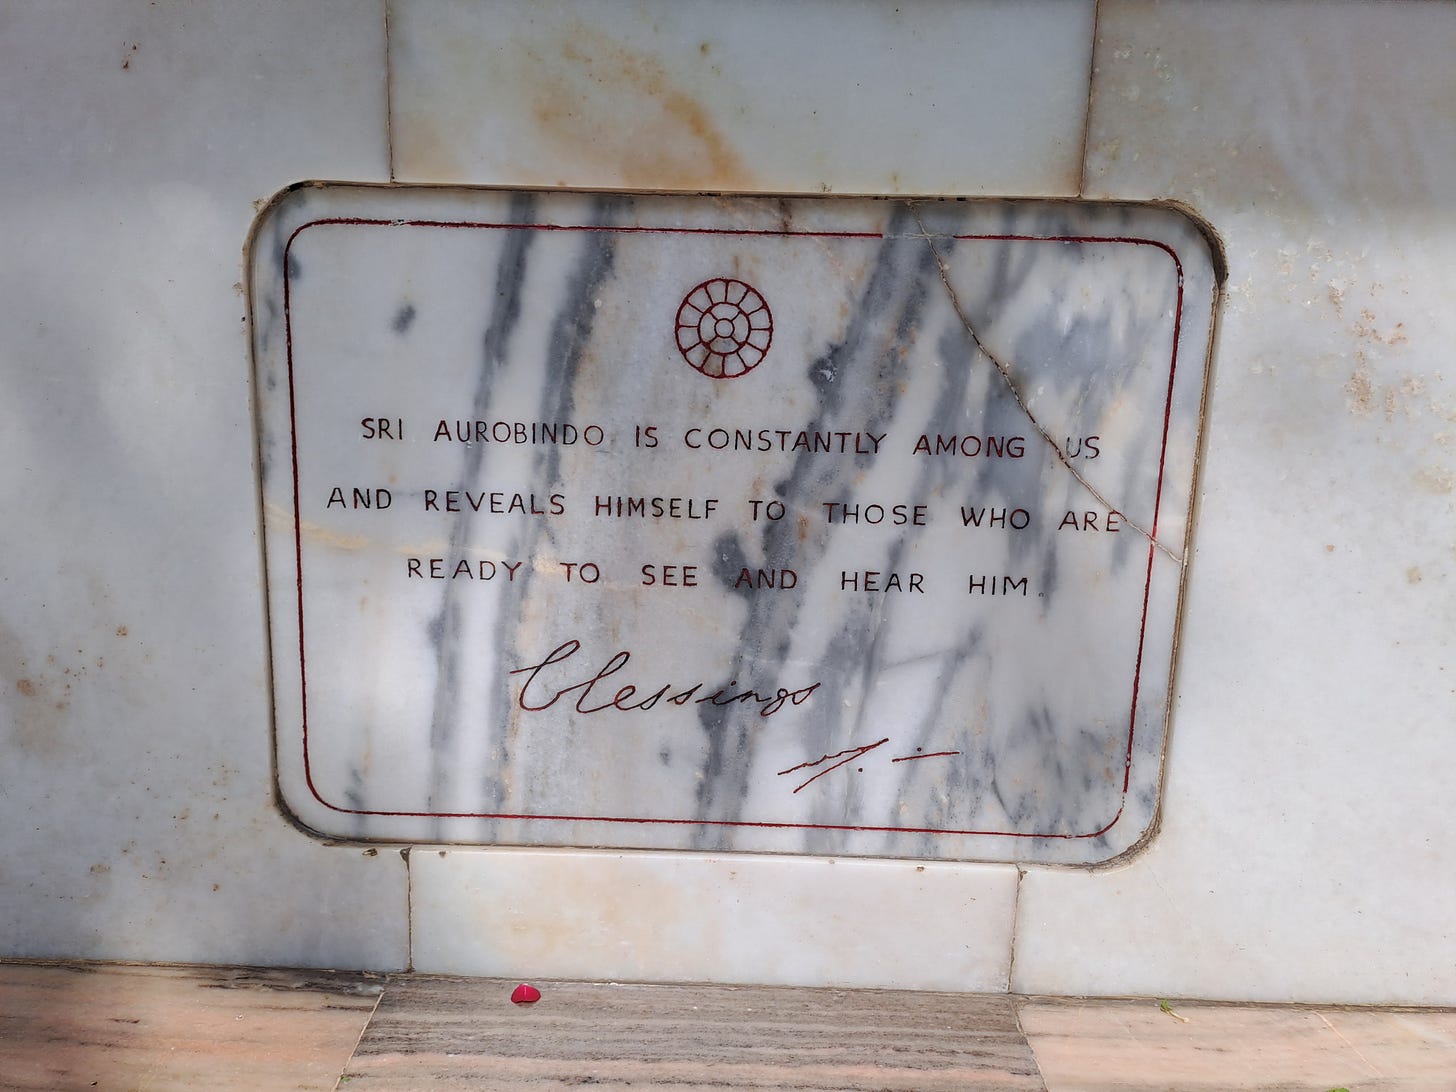 SRI AUROBINDO IS CONSTANTLY AMONG US
AND REVEALS HIMSELF TO THOSE WHO ARE
READY TO SEE AND HEAR HIM.
blessings